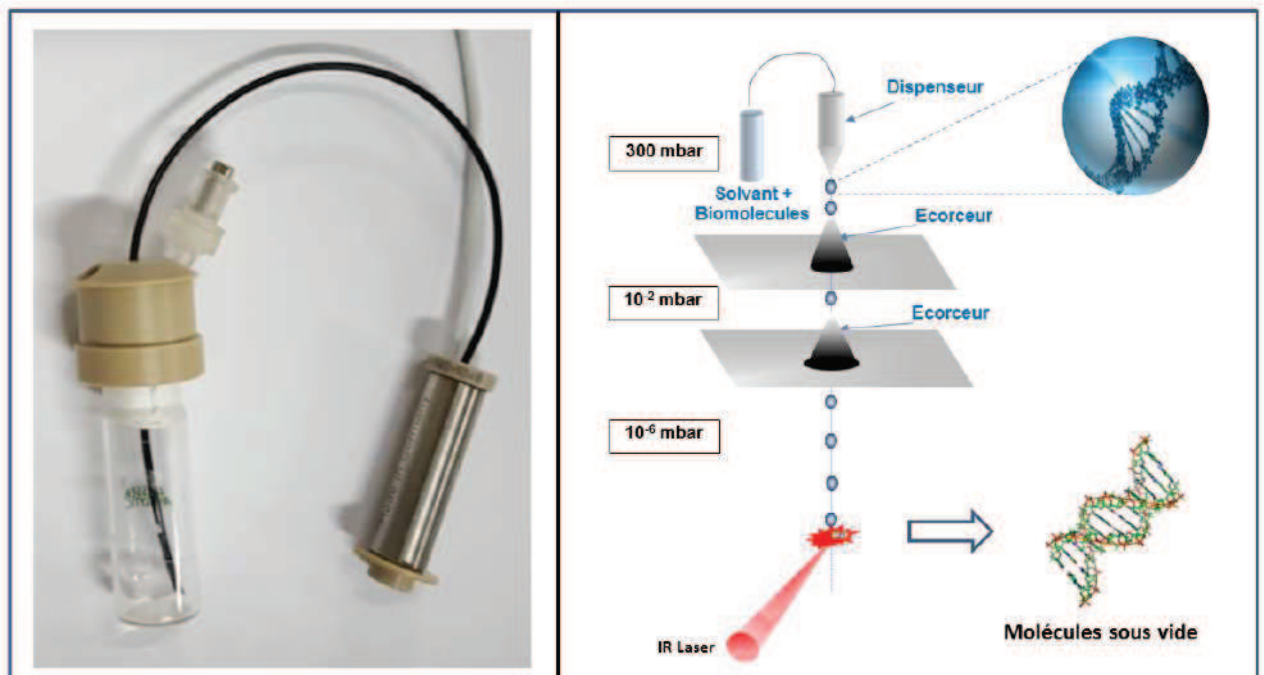 Dispenseur
300 mbar
Solvant +
Biomolecules
Ecorceur
10⁻² mbar
Ecorceur
10⁻⁶ mbar
IR Laser
Molécules sous vide